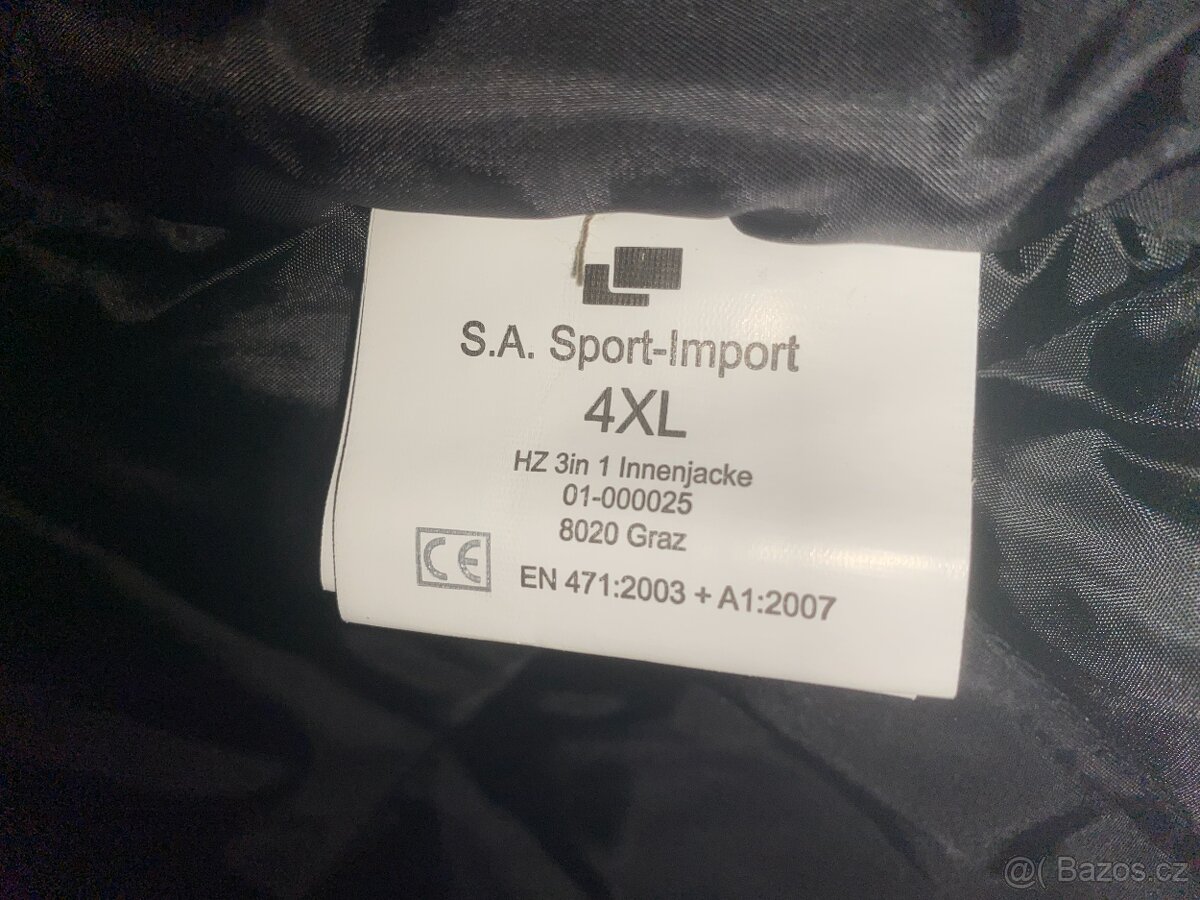 S.A. Sport-Import
4XL
HZ 3in 1 Innenjacke
01-000025
8020 Graz
CE
EN 471:2003 + A1:2007
@( Bazos.cz